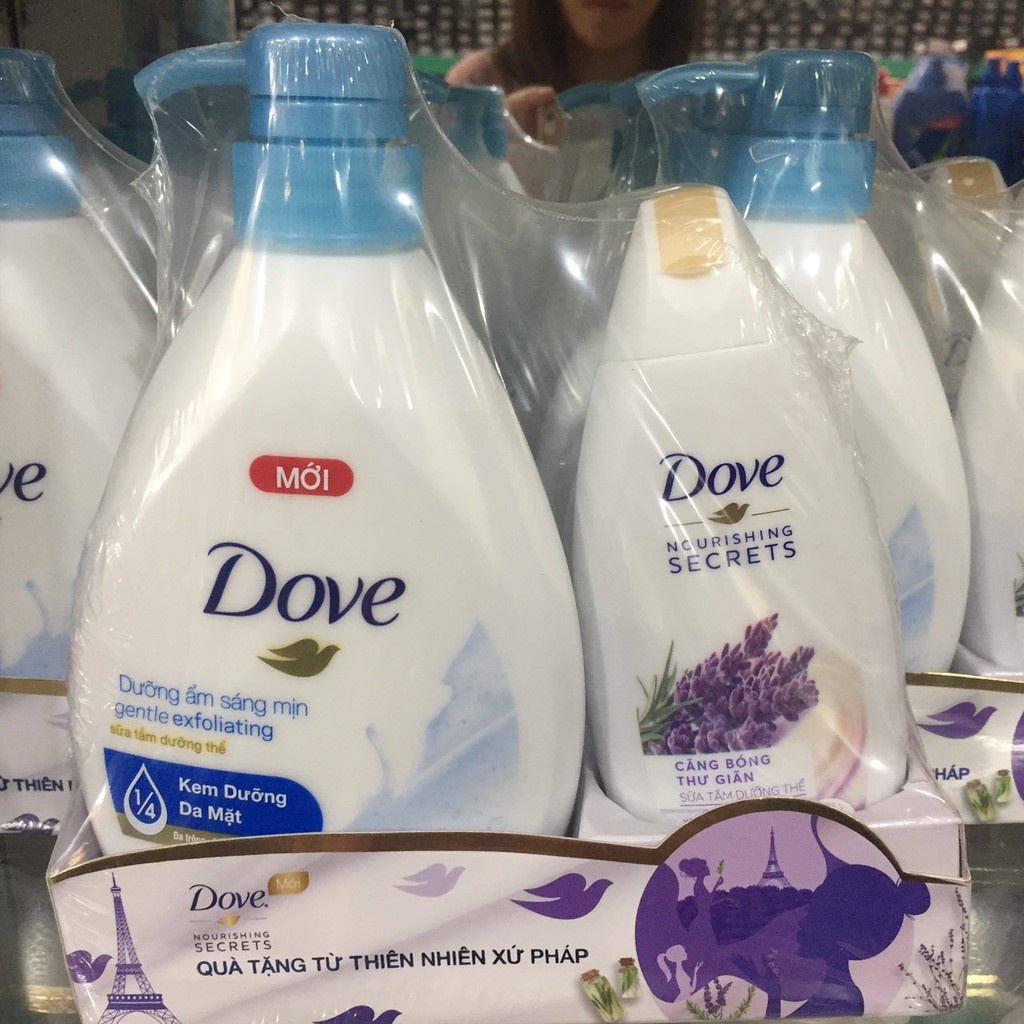 MỚI
Dove
Dưỡng ẩm sáng mịn
gentle exfoliating
sữa tắm dưỡng thể
1/4
Kem Dưỡng
Da Mặt
Dove
NOURISHING
SECRETS
CĂNG BÓNG
THƯ GIÃN
SỮA TẮM DƯỠNG THỂ
Dove. Mới
NOURISHING
SECRETS
QUÀ TẶNG TỪ THIÊN NHIÊN XỨ PHÁP
ve
THIÊN
PHÁP